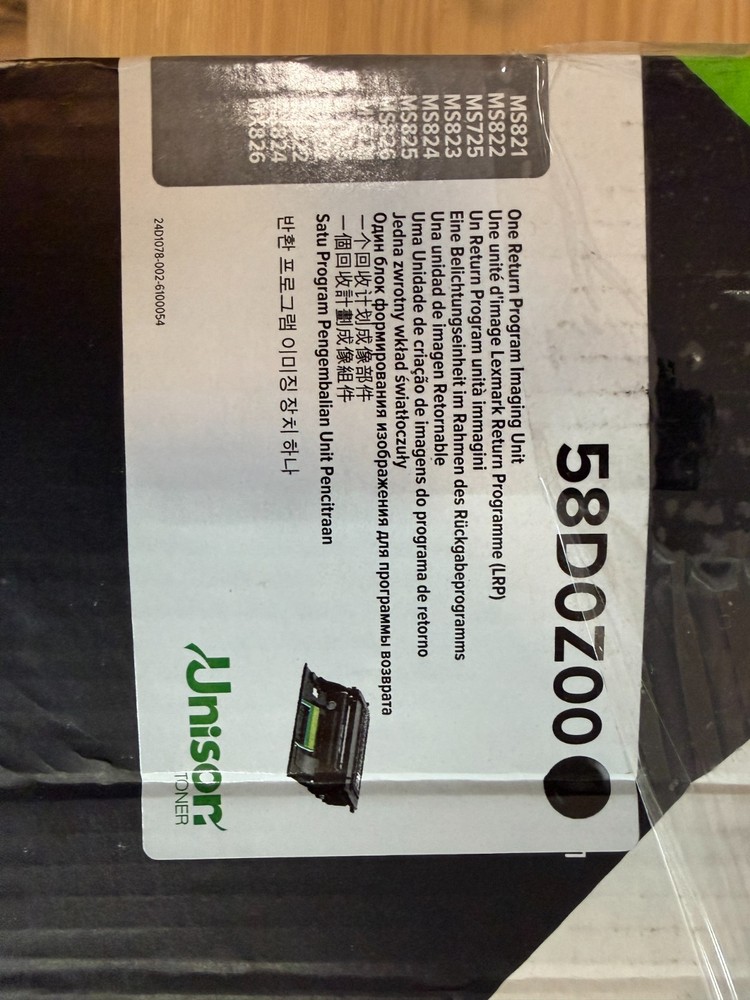 58D0Z00
MS821
MS822
MS725
MS823
MS824
MS825
MS826
One Return Program Imaging Unit
Une unité d'image Lexmark Return Programme (LRP)
Un Return Program unità immagini
Eine Belichtungseinheit im Rahmen des Rückgabeprogramms
Una unidad de imagen Retornable
Uma Unidade de criação de imagens do programa de retorno
Jedna zwrotny wkład światłoczuły
Один блок формирования изображения для программы возврата
一个回收计划成像部件
一個回收計劃成像組件
Satu Program Pengembalian Unit Pencitraan
반환 프로그램 이미징 장치 하나
24D1078-002-6100054
Unison
TONER